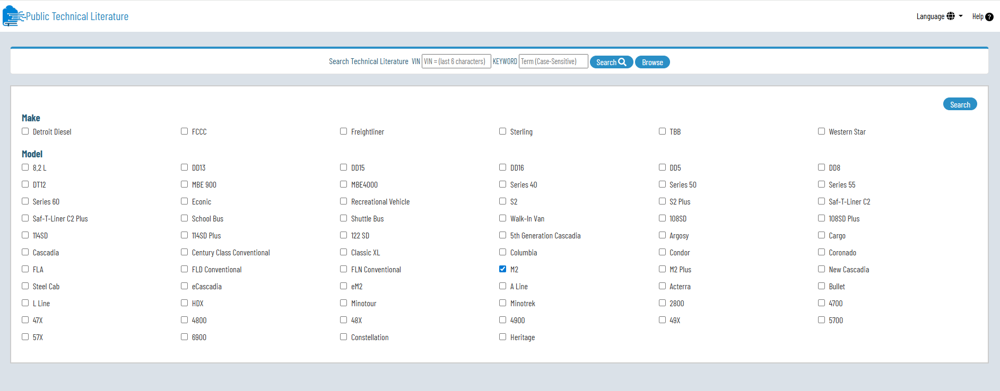 Public Technical Literature
Language
Help
Search Technical Literature VIN VIN = (last 6 characters) KEYWORD Term (Case-Sensitive) Search Browse
Search
Make
Detroit Diesel FCCC Freightliner Sterling TBB Western Star
Model
8.2 L DD13 DD15 DD16 DD5 DD8
DT12 MBE 900 MBE4000 Series 40 Series 50 Series 55
Series 60 Econic Recreational Vehicle S2 S2 Plus Saf-T-Liner C2
Saf-T-Liner C2 Plus School Bus Shuttle Bus Walk-In Van 108SD 108SD Plus
114SD 114SD Plus 122 SD 5th Generation Cascadia Argosy Cargo
Cascadia Century Class Conventional Classic XL Columbia Condor Coronado
FLA FLD Conventional FLN Conventional M2 M2 Plus New Cascadia
Steel Cab eCascadia eM2 A Line Acterra Bullet
L Line HDX Minotour Minotrek 2800 4700
47X 4800 48X 4900 49X 5700
57X 6900 Constellation Heritage